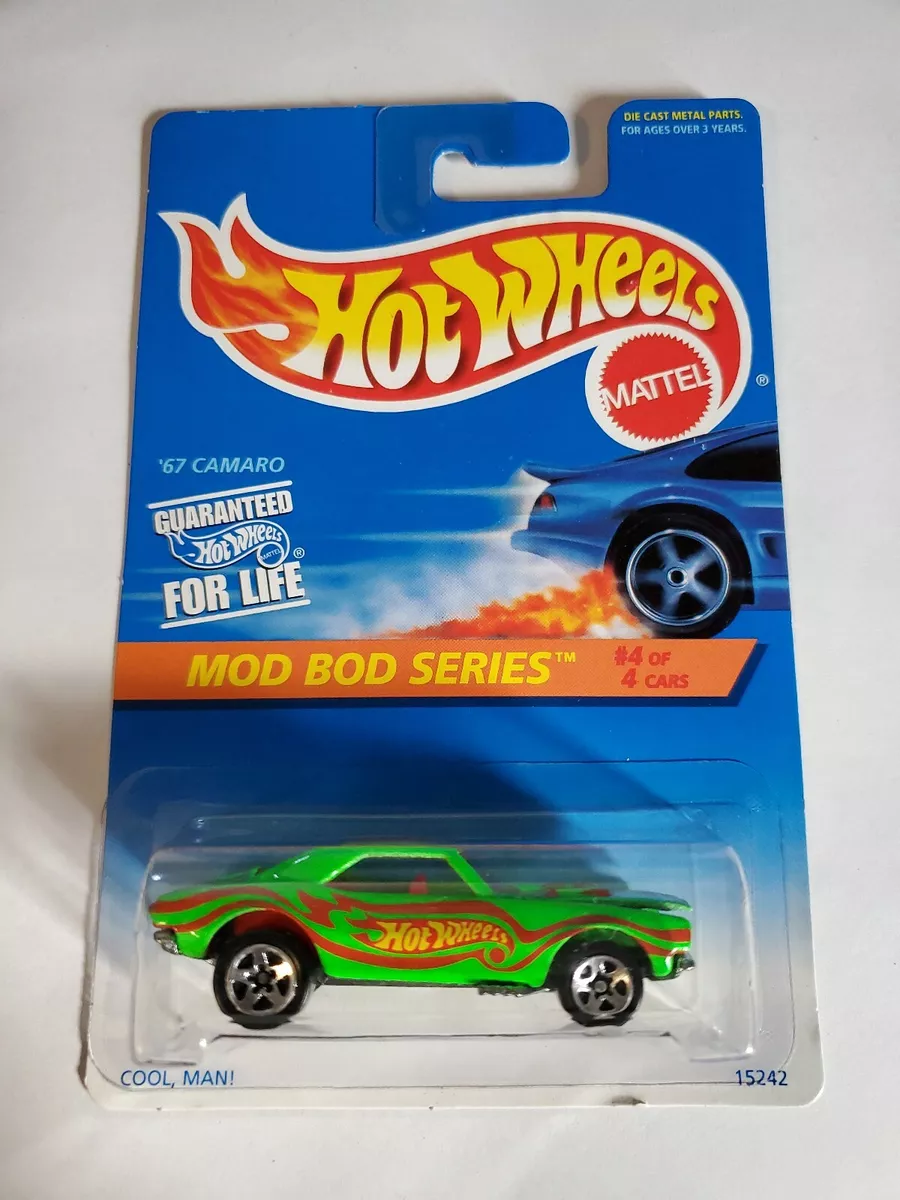 DIE CAST METAL PARTS.
FOR AGES OVER 3 YEARS.
HOT WHEELS
MATTEL
®
'67 CAMARO
GUARANTEED
HOT WHEELS
MATTEL
®
FOR LIFE
MOD BOD SERIES™
#4 OF
4 CARS
HOT WHEELS
COOL, MAN!
15242